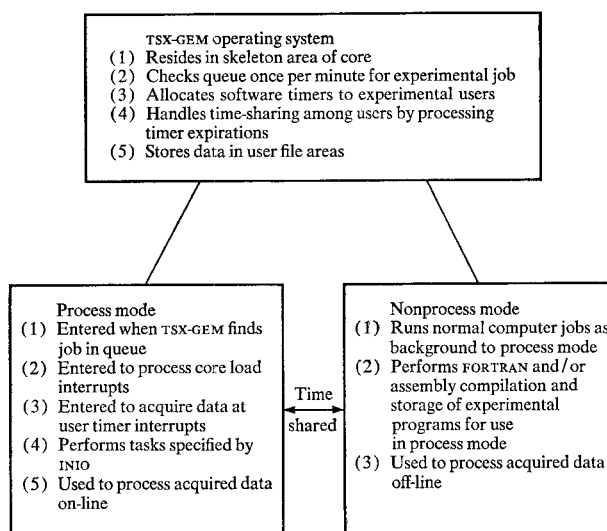 TSX-GEM operating system
(1) Resides in skeleton area of core
(2) Checks queue once per minute for experimental job
(3) Allocates software timers to experimental users
(4) Handles time-sharing among users by processing
timer expirations
(5) Stores data in user file areas
Process mode
(1) Entered when TSX-GEM finds
job in queue
(2) Entered to process core load
interrupts
(3) Entered to acquire data at
user timer interrupts
(4) Performs tasks specified by
INIO
(5) Used to process acquired data
on-line
Time
shared
Nonprocess mode
(1) Runs normal computer jobs as
background to process mode
(2) Performs FORTRAN and/or
assembly compilation and
storage of experimental
programs for use
in process mode
(3) Used to process acquired data
off-line